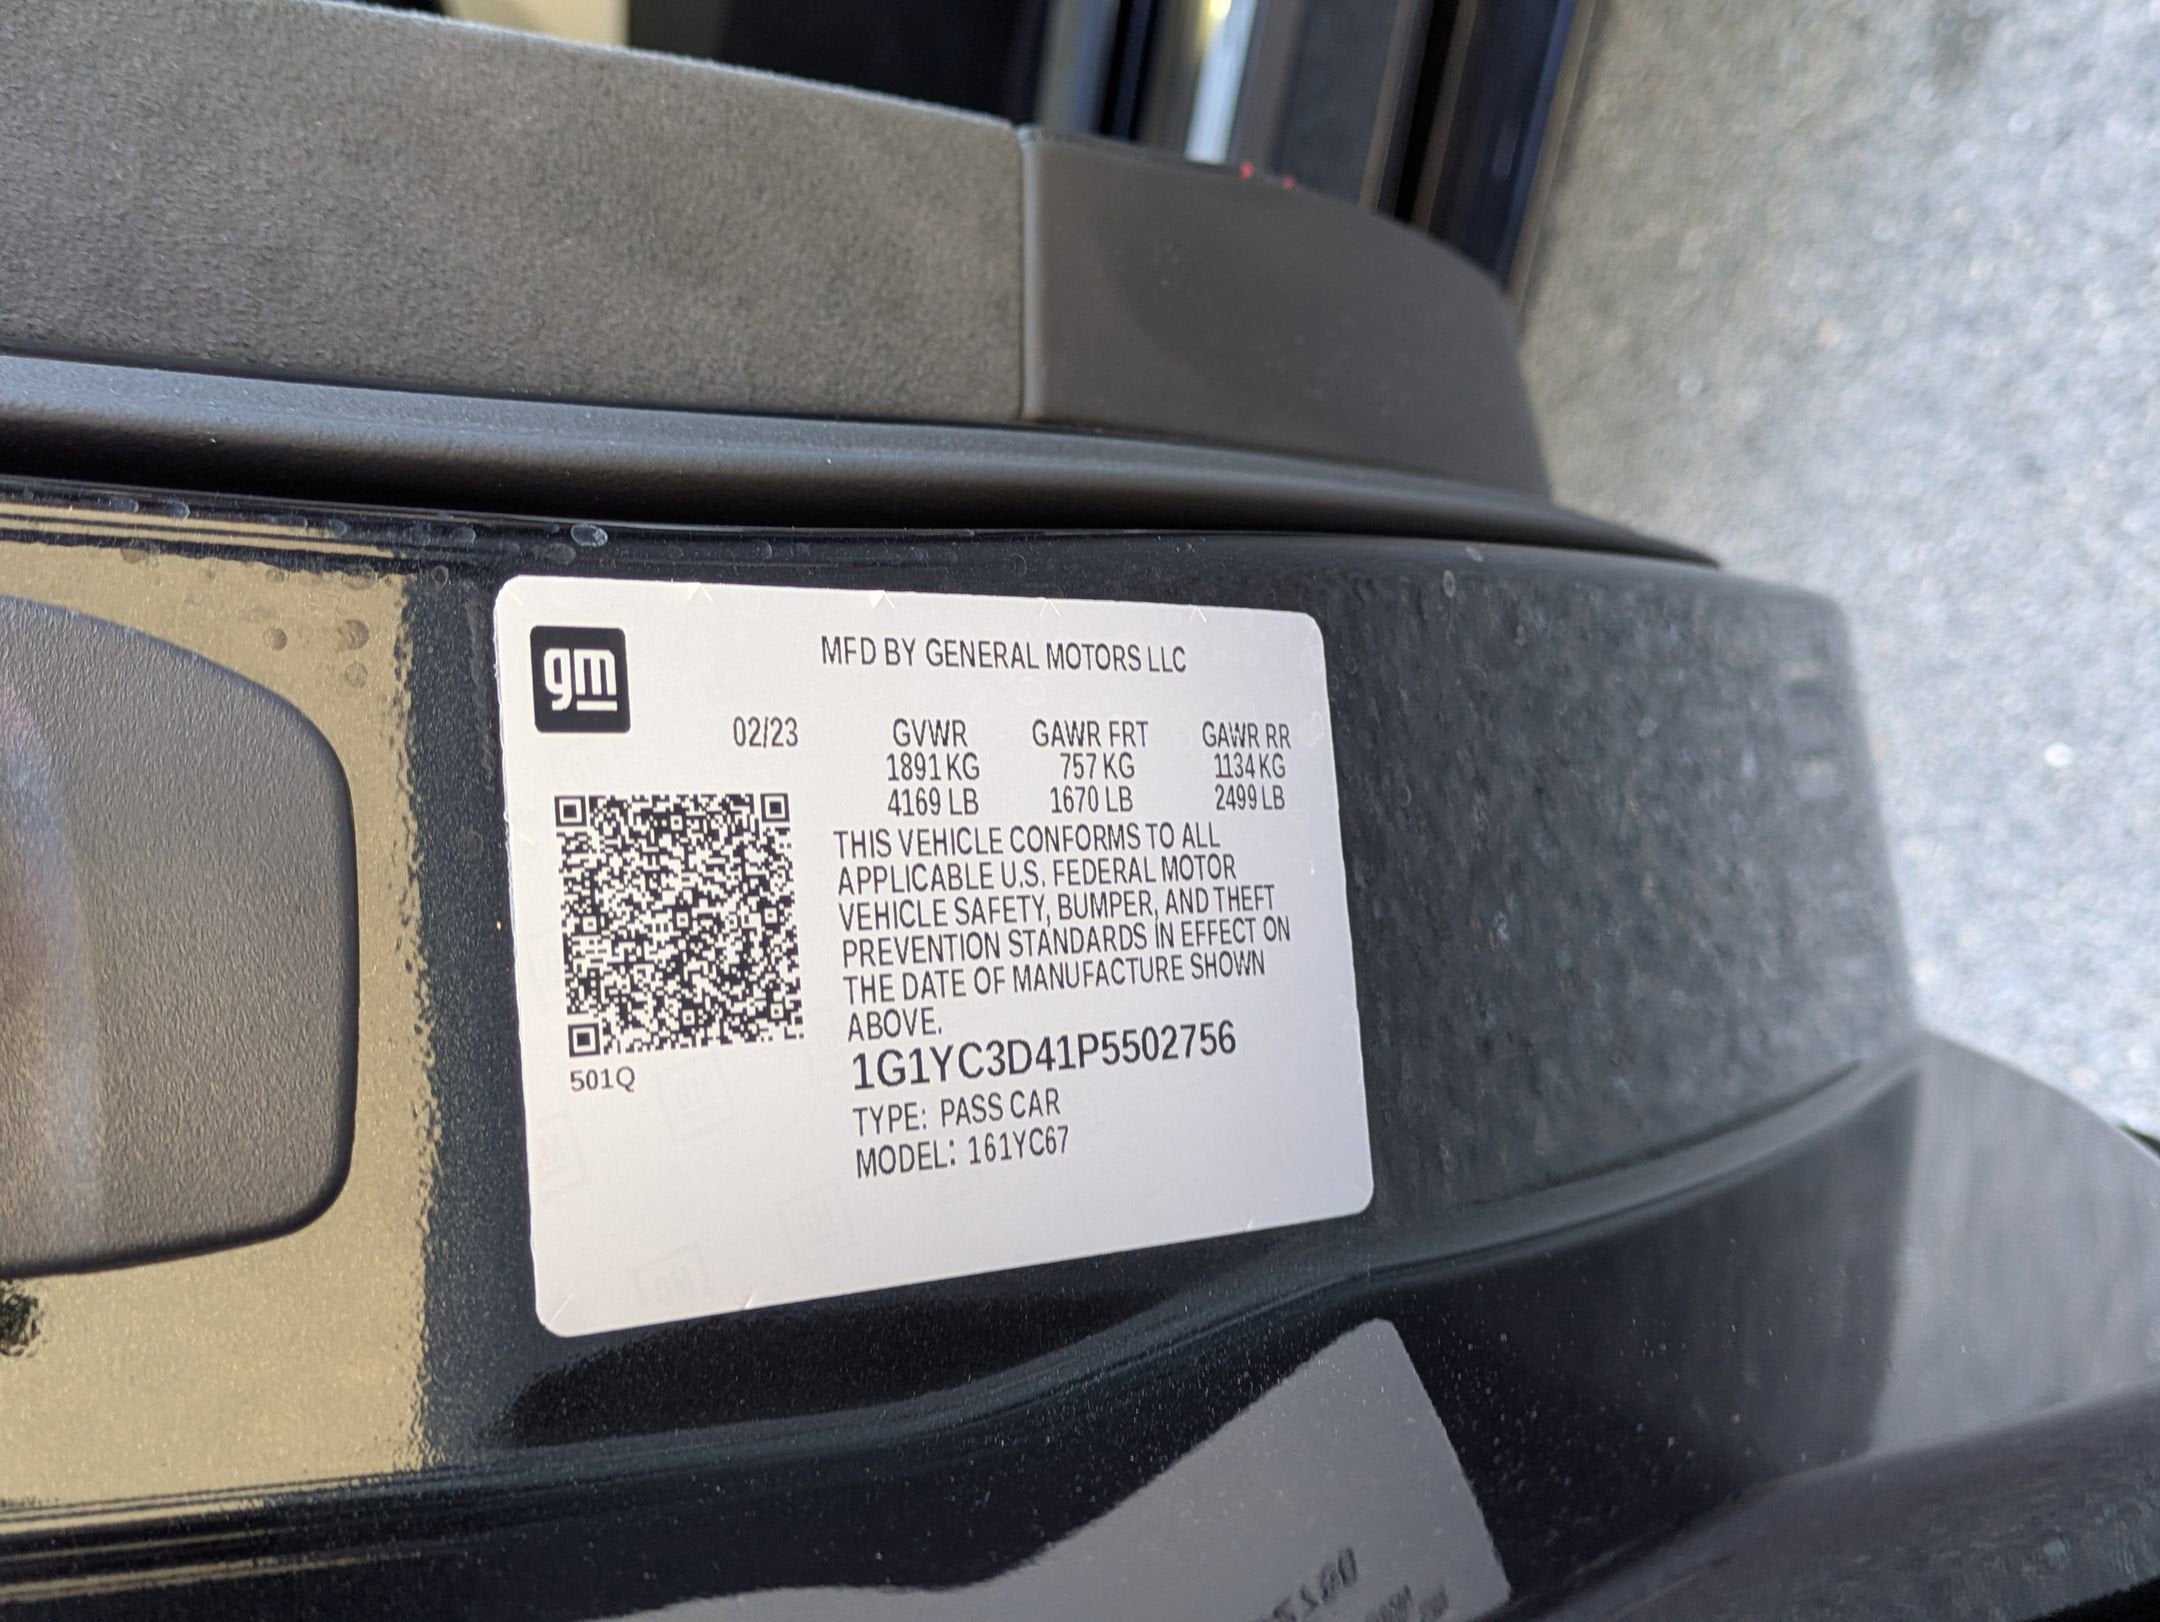 gm
MFD BY GENERAL MOTORS LLC
02/23 GVWR GAWR FRT GAWR RR
1891 KG 757 KG 1134 KG
4169 LB 1670 LB 2499 LB
THIS VEHICLE CONFORMS TO ALL
APPLICABLE U.S. FEDERAL MOTOR
VEHICLE SAFETY, BUMPER, AND THEFT
PREVENTION STANDARDS IN EFFECT ON
THE DATE OF MANUFACTURE SHOWN
ABOVE.
1G1YC3D41P5502756
501Q
TYPE: PASS CAR
MODEL: 161YC67